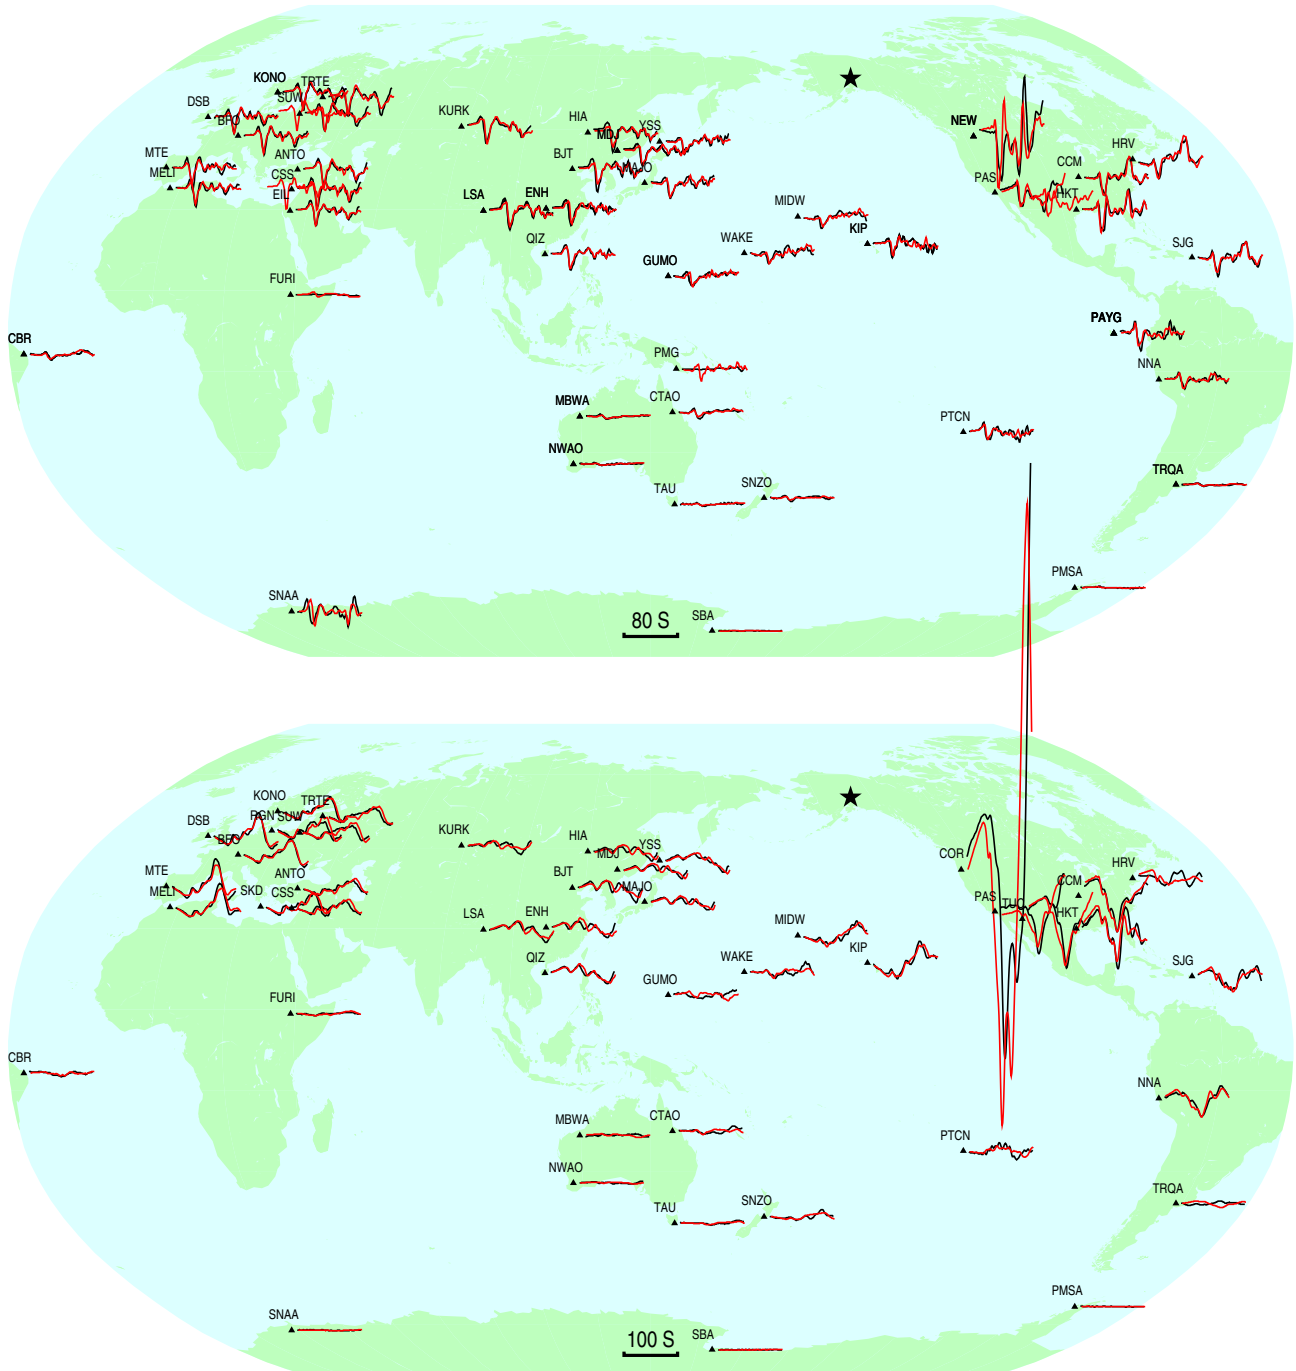 KONO
TRTE
DSB
SUW
BFO
KURK
HIA
YSS
MDJ
NEW
MTE
ANTO
BJT
MAJO
CCM
HRV
MELI
CSS
EIL
LSA
ENH
PAS
HKT
MIDW
KIP
QIZ
WAKE
GUMO
SJG
FURI
CBR
PAYG
PMG
NNA
MBWA
CTAO
PTCN
NWAO
TAU
SNZO
TRQA
SNAA
SBA
PMSA
80 S
KONO
TRTE
DSB
RGN
SUW
BFO
KURK
HIA
YSS
MDJ
COR
MTE
ANTO
BJT
MAJO
CCM
HRV
MELI
SKD
CSS
LSA
ENH
PAS
TUC
HKT
MIDW
KIP
QIZ
WAKE
GUMO
SJG
FURI
CBR
NNA
MBWA
CTAO
PTCN
NWAO
TAU
SNZO
TRQA
SNAA
SBA
PMSA
100 S